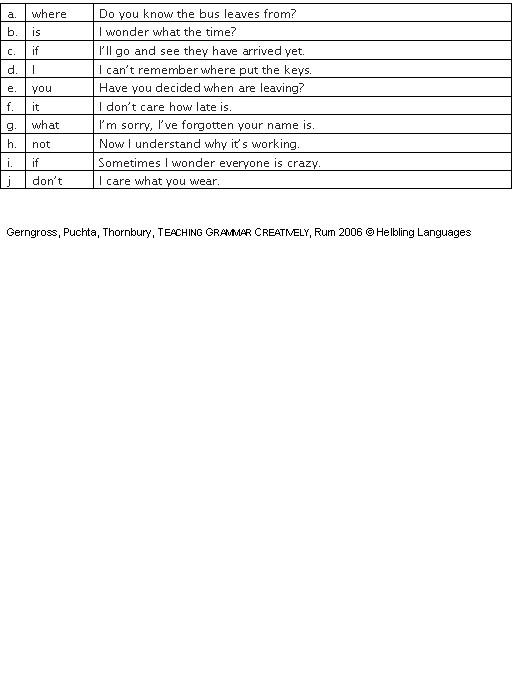 a. where Do you know the bus leaves from?
b. is I wonder what the time?
c. if I'll go and see they have arrived yet.
d. I I can't remember where put the keys.
e. you Have you decided when are leaving?
f. it I don't care how late is.
g. what I'm sorry, I've forgotten your name is.
h. not Now I understand why it's working.
i. if Sometimes I wonder everyone is crazy.
j don't I care what you wear.
Gerngross, Puchta, Thornbury, TEACHING GRAMMAR CREATIVELY, Rum 2006 © Helbling Languages